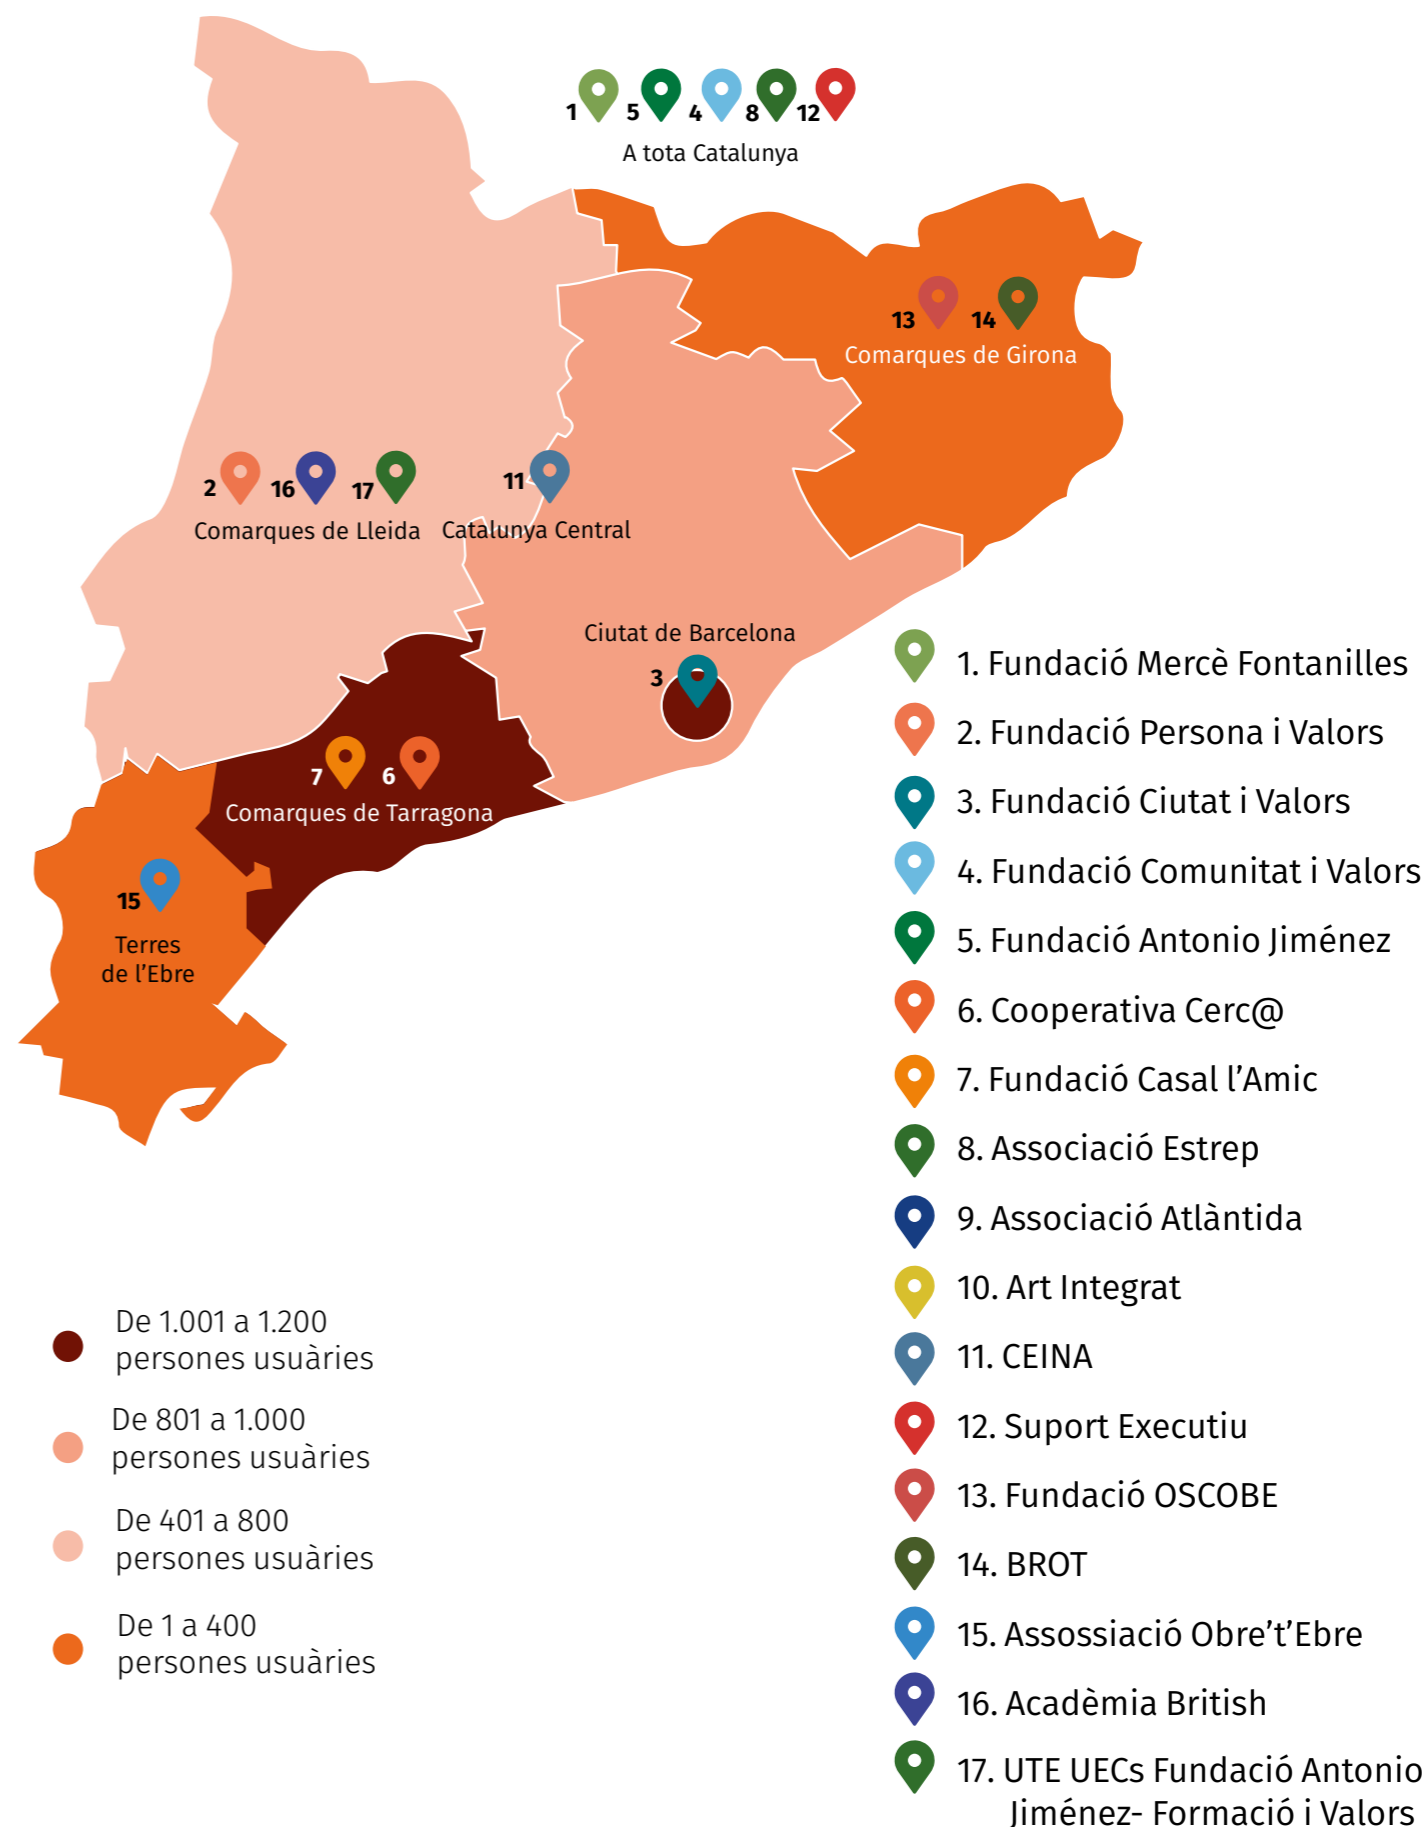 1 5 4 8 12
A tota Catalunya
13 14
Comarques de Girona
2 16 17
Comarques de Lleida
11
Catalunya Central
Ciutat de Barcelona
3
7 6
Comarques de Tarragona
15
Terres
de l’Ebre
De 1.001 a 1.200
persones usuàries
De 801 a 1.000
persones usuàries
De 401 a 800
persones usuàries
De 1 a 400
persones usuàries
1. Fundació Mercè Fontanilles
2. Fundació Persona i Valors
3. Fundació Ciutat i Valors
4. Fundació Comunitat i Valors
5. Fundació Antonio Jiménez
6. Cooperativa Cerc@
7. Fundació Casal l’Amic
8. Associació Estrep
9. Associació Atlàntida
10. Art Integrat
11. CEINA
12. Suport Executiu
13. Fundació OSCOBE
14. BROT
15. Assossiació Obre’t’Ebre
16. Acadèmia British
17. UTE UECs Fundació Antonio
Jiménez- Formació i Valors